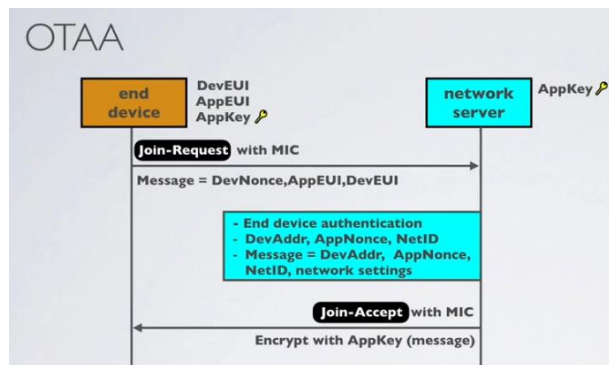 OTAA
end
device
DevEUI
AppEUI
AppKey
network
server
AppKey
Join-Request with MIC
Message = DevNonce,AppEUI,DevEUI
- End device authentication
- DevAddr, AppNonce, NetID
- Message = DevAddr, AppNonce,
NetID, network settings
Join-Accept with MIC
Encrypt with AppKey (message)